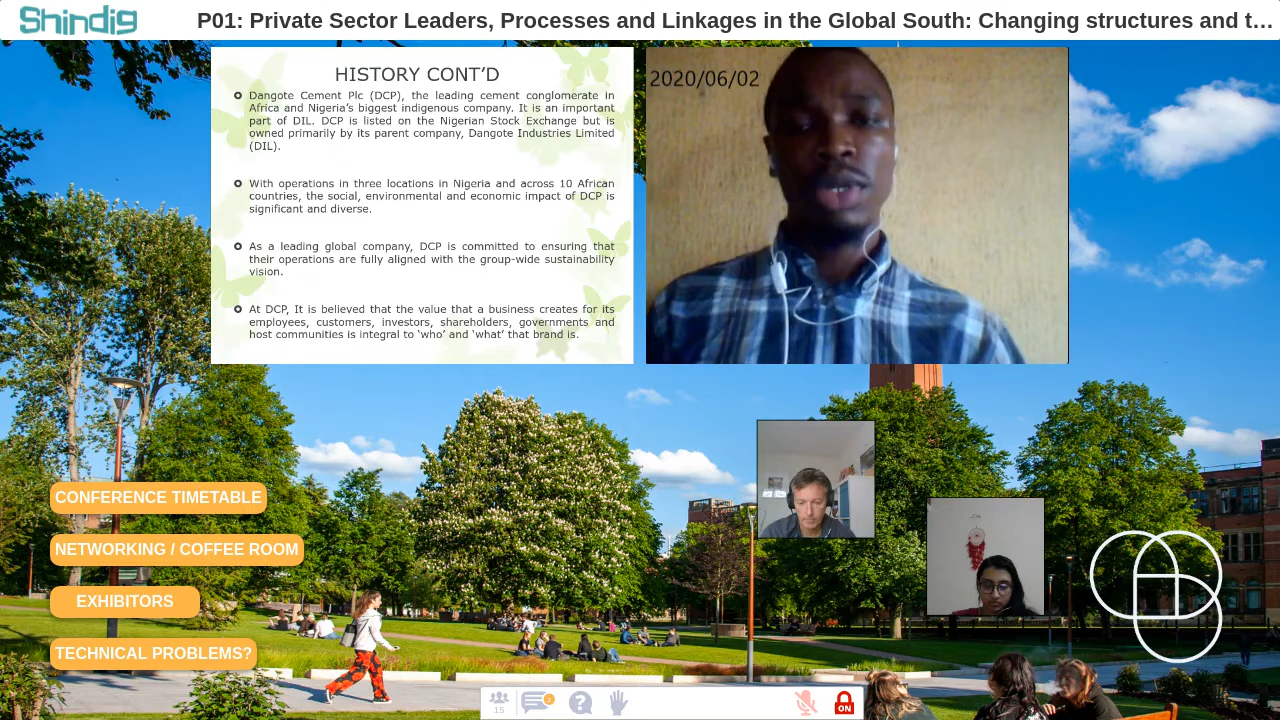 Shindig
P01: Private Sector Leaders, Processes and Linkages in the Global South: Changing structures and t...
HISTORY CONT'D
Dangote Cement Plc (DCP), the leading cement conglomerate in
Africa and Nigeria's biggest indigenous company. It is an important
part of DIL. DCP is listed on the Nigerian Stock Exchange but is
owned primarily by its parent company, Dangote Industries Limited
(DIL).
With operations in three locations in Nigeria and across 10 African
countries, the social, environmental and economic impact of DCP is
significant and diverse.
As a leading global company, DCP is committed to ensuring that
their operations are fully aligned with the group-wide sustainability
vision.
At DCP, It is believed that the value that a business creates for its
employees, customers, investors, shareholders, governments and
host communities is integral to 'who' and 'what' that brand is.
2020/06/02
CONFERENCE TIMETABLE
NETWORKING / COFFEE ROOM
EXHIBITORS
TECHNICAL PROBLEMS?
15
ON